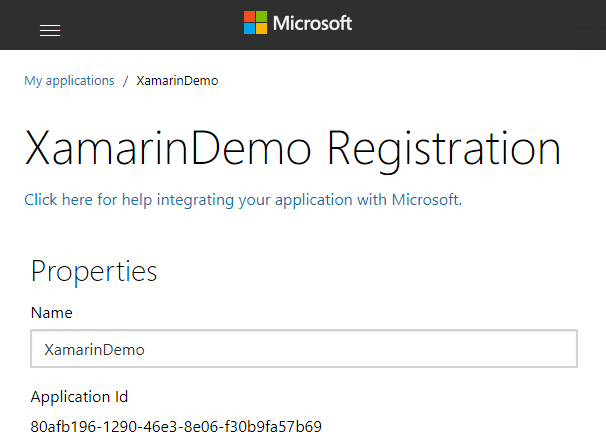 Microsoft
My applications / XamarinDemo
XamarinDemo Registration
Click here for help integrating your application with Microsoft.
Properties
Name
XamarinDemo
Application Id
80afb196-1290-46e3-8e06-f30b9fa57b69